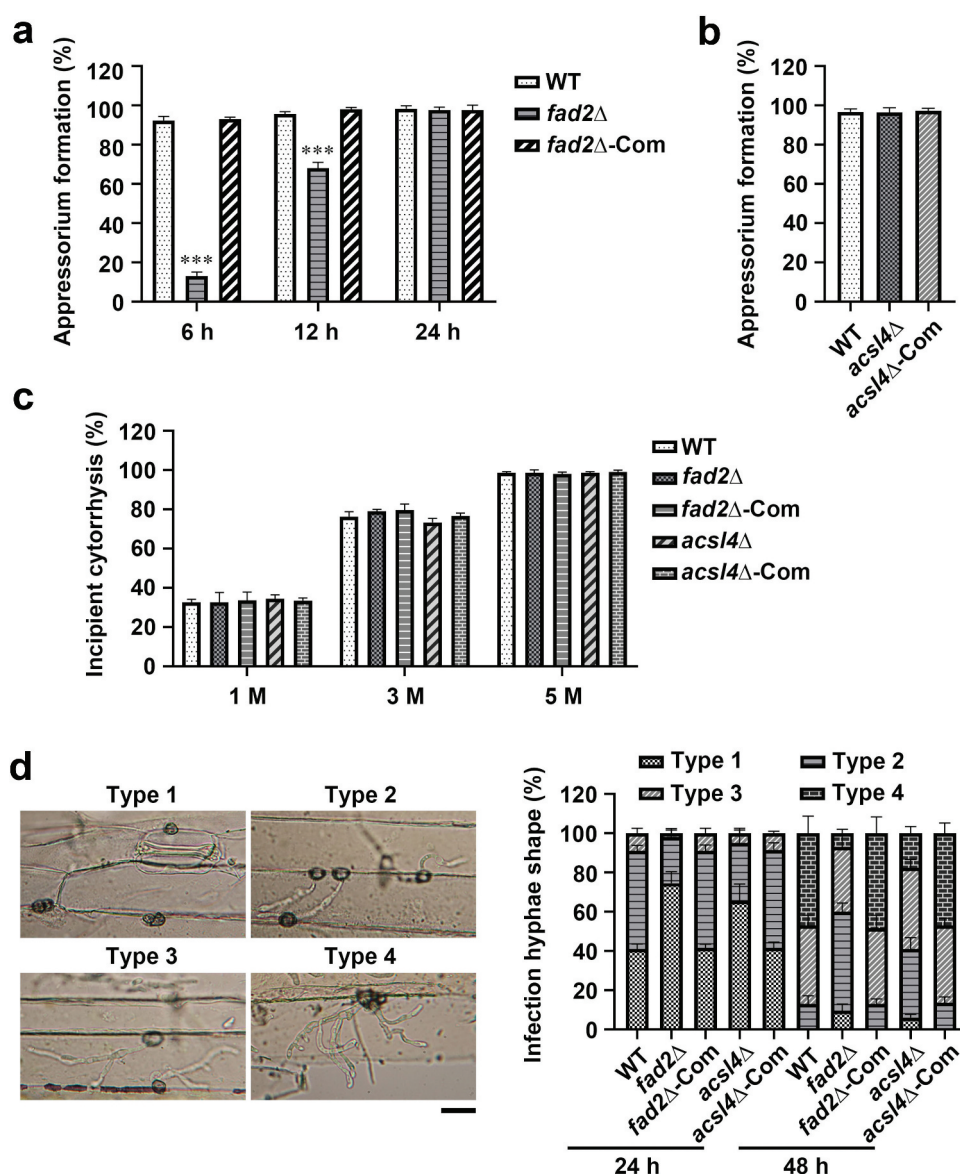 a
Appressorium formation (%)
120
100
80
60
40
20
0
***
***
6 h
12 h
24 h
WT
fad2Δ
fad2Δ-Com
b
Appressorium formation (%)
120
100
80
60
40
20
0
WT
acsl4Δ
acsl4Δ-Com
c
Incipient cytorrhysis (%)
120
100
80
60
40
20
0
1 M
3 M
5 M
WT
fad2Δ
fad2Δ-Com
acsl4Δ
acsl4Δ-Com
d
Type 1
Type 2
Type 3
Type 4
Type 1
Type 2
Type 3
Type 4
Infection hyphae shape (%)
120
100
80
60
40
20
0
WT
fad2Δ
fad2Δ-Com
acsl4Δ
acsl4Δ-Com
WT
fad2Δ
fad2Δ-Com
acsl4Δ
acsl4Δ-Com
24 h
48 h